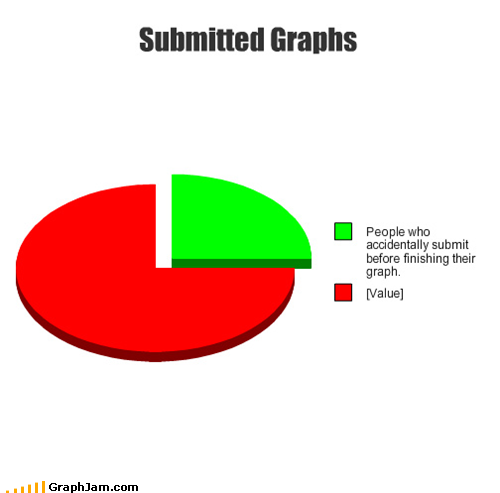 Submitted Graphs
People who
accidentally submit
before finishing their
graph.
[Value]
GraphJam.com